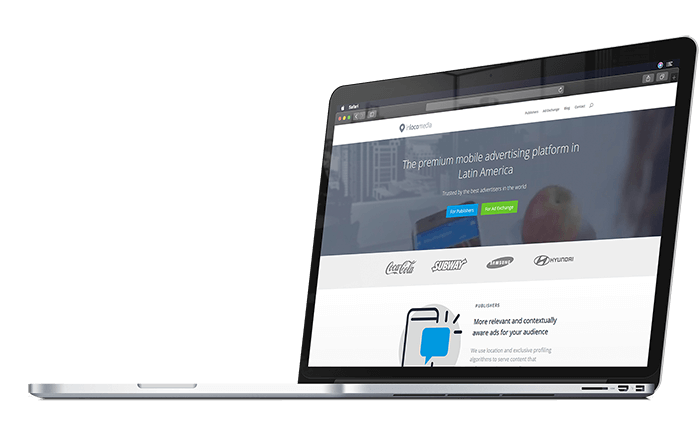 Safari
inlocomedia
Publishers Ad Exchange Blog Contact
The premium mobile advertising platform in
Latin America
Trusted by the best advertisers in the world
For Publishers For Ad Exchange
Coca-Cola SUBWAY SAMSUNG HYUNDAI
PUBLISHERS
More relevant and contextually
aware ads for your audience
We use location and exclusive profiling
algorithms to serve content that